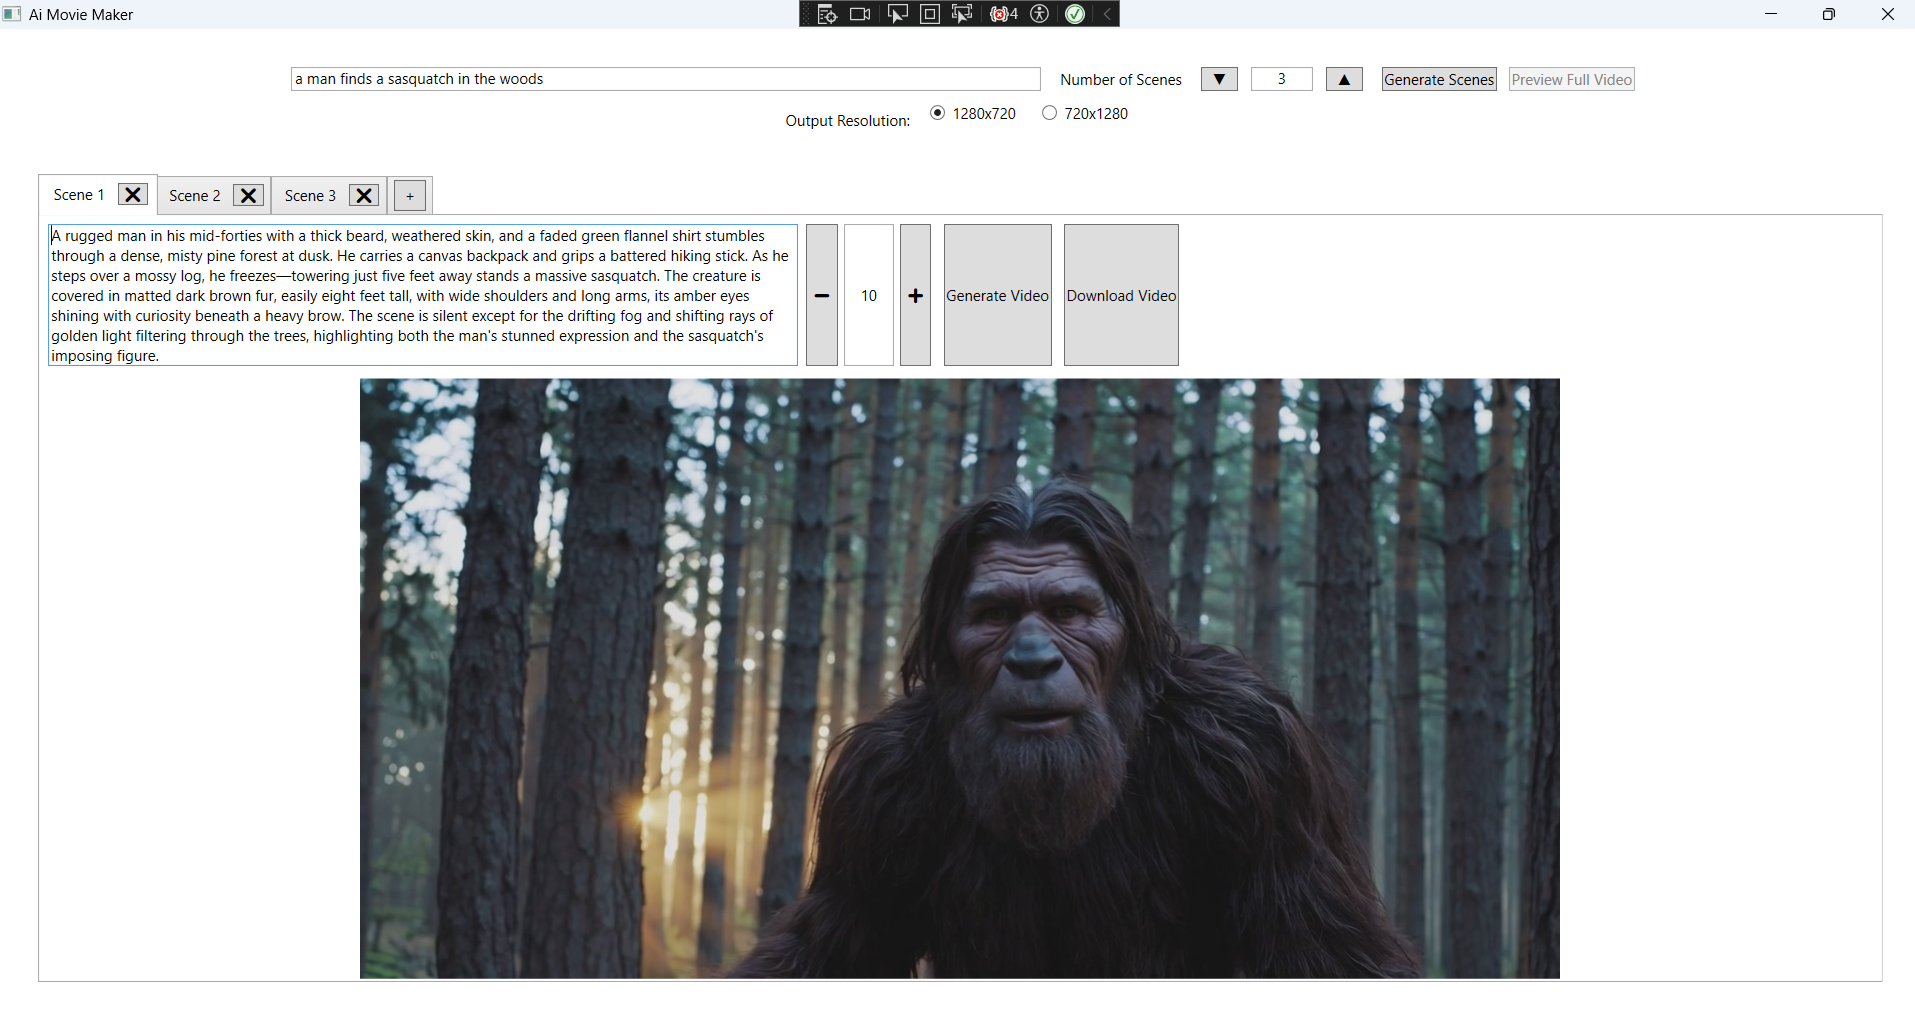 Ai Movie Maker
4
a man finds a sasquatch in the woods
Number of Scenes
▼
3
▲
Generate Scenes
Preview Full Video
Output Resolution:
1280x720
720x1280
Scene 1
Scene 2
Scene 3
+
A rugged man in his mid-forties with a thick beard, weathered skin, and a faded green flannel shirt stumbles
through a dense, misty pine forest at dusk. He carries a canvas backpack and grips a battered hiking stick. As he
steps over a mossy log, he freezes—towering just five feet away stands a massive sasquatch. The creature is
covered in matted dark brown fur, easily eight feet tall, with wide shoulders and long arms, its amber eyes
shining with curiosity beneath a heavy brow. The scene is silent except for the drifting fog and shifting rays of
golden light filtering through the trees, highlighting both the man's stunned expression and the sasquatch's
imposing figure.
10
Generate Video
Download Video